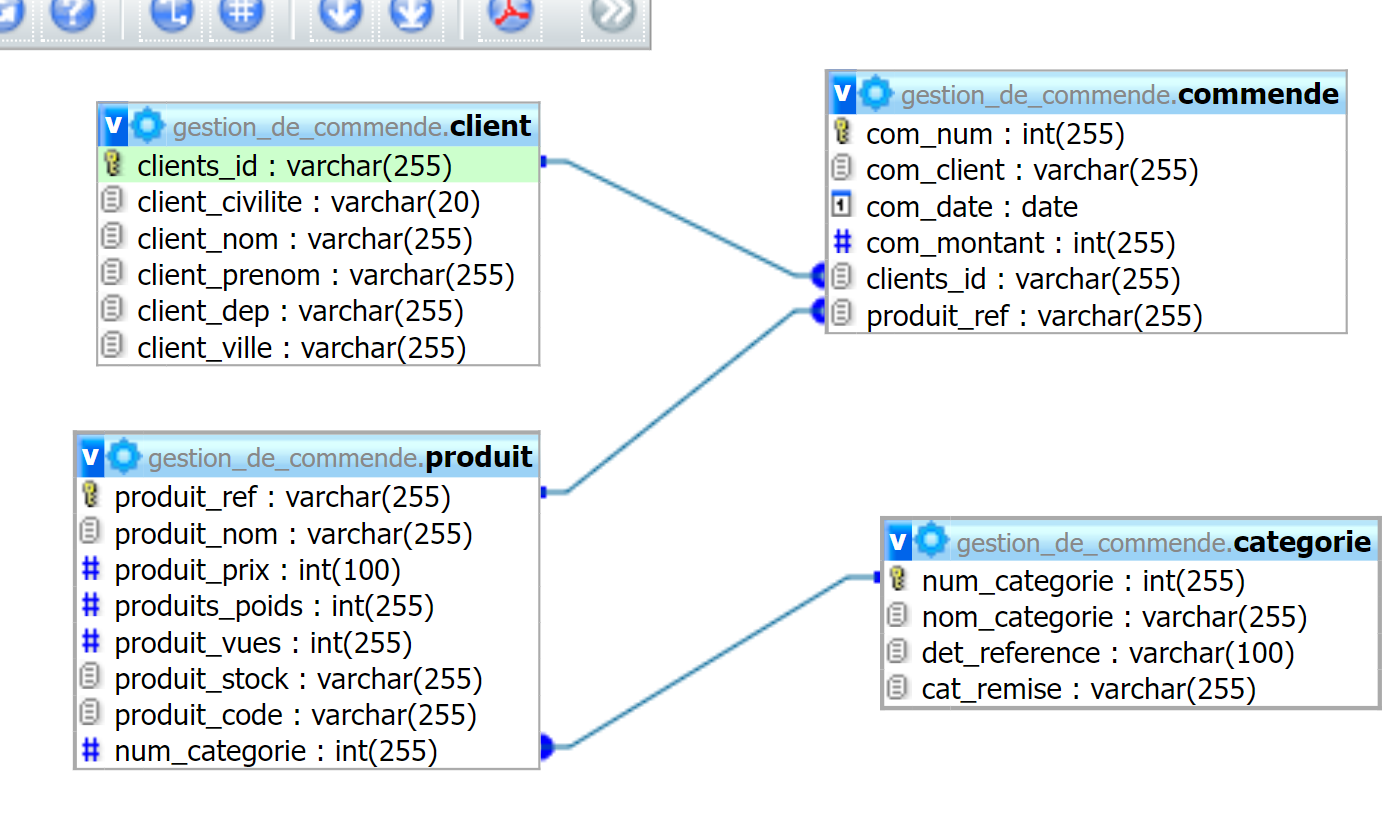 v gestion_de_commende.client
clients_id : varchar(255)
client_civilite : varchar(20)
client_nom : varchar(255)
client_prenom : varchar(255)
client_dep : varchar(255)
client_ville : varchar(255)
v gestion_de_commende.commende
com_num : int(255)
com_client : varchar(255)
1 com_date : date
# com_montant : int(255)
clients_id : varchar(255)
produit_ref : varchar(255)
v gestion_de_commende.produit
produit_ref : varchar(255)
produit_nom : varchar(255)
# produit_prix : int(100)
# produits_poids : int(255)
# produit_vues : int(255)
produit_stock : varchar(255)
produit_code : varchar(255)
# num_categorie : int(255)
v gestion_de_commende.categorie
num_categorie : int(255)
nom_categorie : varchar(255)
det_reference : varchar(100)
cat_remise : varchar(255)